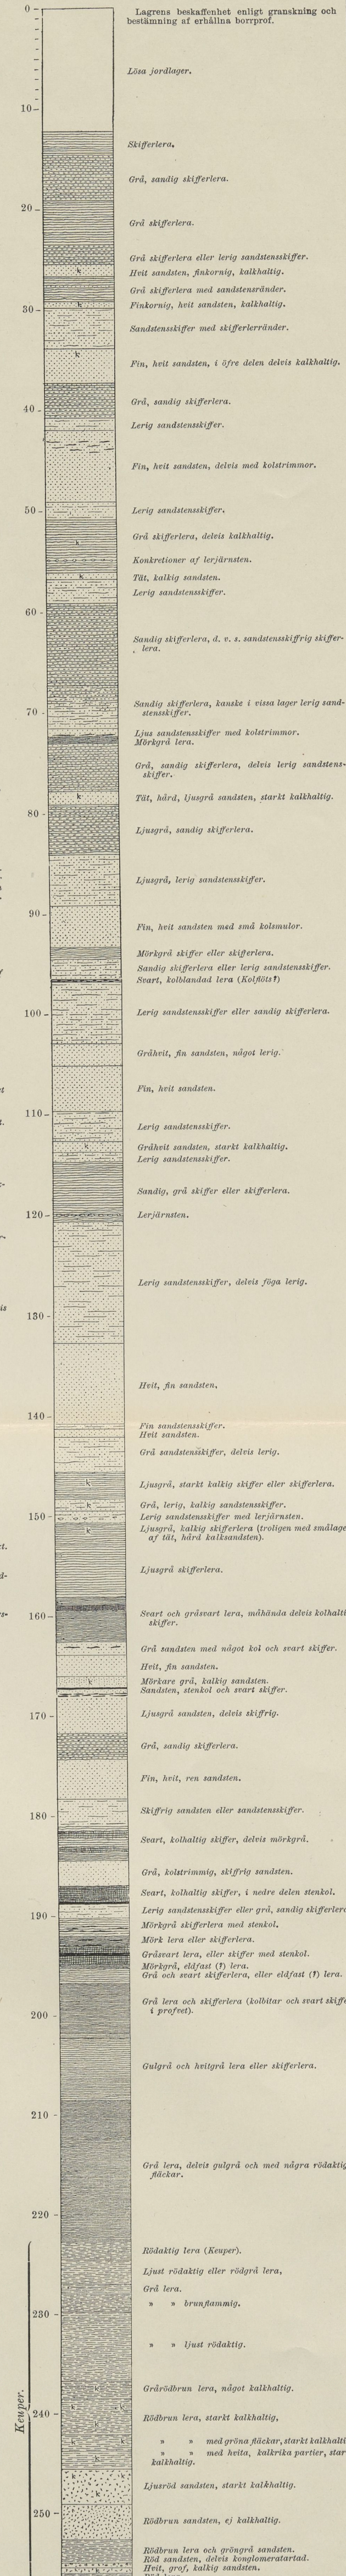 Lagrens beskaffenhet enligt granskning och
bestämning af erhållna borrprof.
0
Lösa jordlager.
10
Skifferlera.
Grå, sandig skifferlera.
20
Grå skifferlera.
Grå skifferlera eller lerig sandstensskiffer.
k
Hvit sandsten, finkornig, kalkhaltig.
Grå skifferlera med sandstensränder.
k
Finkornig, hvit sandsten, kalkhaltig.
30
Sandstensskiffer med skifferlerränder.
k
Fin, hvit sandsten, i öfre delen delvis kalkhaltig.
Grå, sandig skifferlera.
40
Lerig sandstensskiffer.
Fin, hvit sandsten, delvis med kolstrimmor.
50
Lerig sandstensskiffer.
Grå skifferlera, delvis kalkhaltig.
k
Konkretioner af lerjärnsten.
k
Tät, kalkig sandsten.
Lerig sandstensskiffer.
60
Sandig skifferlera, d. v. s. sandstensskiffrig skiffer-
lera.
Sandig skifferlera, kanske i vissa lager lerig sand-
stensskiffer.
70
Ljus sandstensskiffer med kolstrimmor.
Mörkgrå lera.
Grå, sandig skifferlera, delvis lerig sandstens-
skiffer.
k
Tät, hård, ljusgrå sandsten, starkt kalkhaltig.
80
Ljusgrå, sandig skifferlera.
Ljusgrå, lerig sandstensskiffer.
90
Fin, hvit sandsten med små kolsmulor.
Mörkgrå skiffer eller skifferlera.
Sandig skifferlera eller lerig sandstensskiffer.
Svart, kolblandad lera (Kolflöts?)
100
Lerig sandstensskiffer eller sandig skifferlera.
Gråhvit, fin sandsten, något lerig.
Fin, hvit sandsten.
110
Lerig sandstensskiffer.
k
Gråhvit sandsten, starkt kalkhaltig.
Lerig sandstensskiffer.
Sandig, grå skiffer eller skifferlera.
120
Lerjärnsten.
Lerig sandstensskiffer, delvis föga lerig.
130
Hvit, fin sandsten.
140
Fin sandstensskiffer.
Hvit sandsten.
Grå sandstensskiffer, delvis lerig.
k
Ljusgrå, starkt kalkig skiffer eller skifferlera.
k
Grå, lerig, kalkig sandstensskiffer.
150
Lerig sandstensskiffer med lerjärnsten.
k
Ljusgrå, kalkig skifferlera (troligen med smålage
af tät, hård kalksandsten).
Ljusgrå skifferlera.
160
Svart och gråsvart lera, måhända delvis kolhalti
skiffer.
Grå sandsten med något kol och svart skiffer.
Hvit, fin sandsten.
k
Mörkare grå, kalkig sandsten.
Sandsten, stenkol och svart skiffer.
170
Ljusgrå sandsten, delvis skiffrig.
Grå, sandig skifferlera.
Fin, hvit, ren sandsten.
180
Skiffrig sandsten eller sandstensskiffer.
Svart, kolhaltig skiffer, delvis mörkgrå.
Grå, kolstrimmig, skiffrig sandsten.
Svart, kolhaltig skiffer, i nedre delen stenkol.
190
Lerig sandstensskiffer eller grå, sandig skifferlera
Mörkgrå skifferlera med stenkol.
Mörk lera eller skifferlera.
Gråsvart lera, eller skiffer med stenkol.
Mörkgrå, eldfast (?) lera.
Grå och svart skifferlera, eller eldfast (?) lera.
200
Grå lera och skifferlera (kolbitar och svart skiffe
i profvet).
Gulgrå och hvitgrå lera eller skifferlera.
210
Grå lera, delvis gulgrå och med några rödaktig
fläckar.
220
Rödaktig lera (Keuper).
Ljust rödaktig eller rödgrå lera,
Grå lera.
» » brunflammig.
230
» » ljust rödaktig.
Gråрödbrun lera, något kalkhaltig.
Keuper.
240
Rödbrun lera, starkt kalkhaltig,
» » med gröna fläckar, starkt kalkhalti
» » med hvita, kalkrika partier, star
kalkhaltig.
k
Ljusröd sandsten, starkt kalkhaltig.
250
Rödbrun sandsten, ej kalkhaltig.
Rödbrun lera och gröngrå sandsten.
Röd sandsten, delvis konglomeratartad.
Hvit, grof, kalkig sandsten.